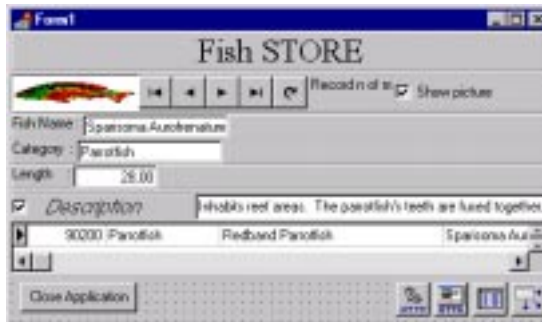 Form1
Fish STORE
Record n of m
Show picture
Fish Name : Sparisoma Aurofrenatum
Category : Parrotfish
Length : 28.00
Description
Inhabits reef areas. The parrotfish's teeth are fused together
90200 Parrotfish Redband Parrotfish Sparisoma
Close Application